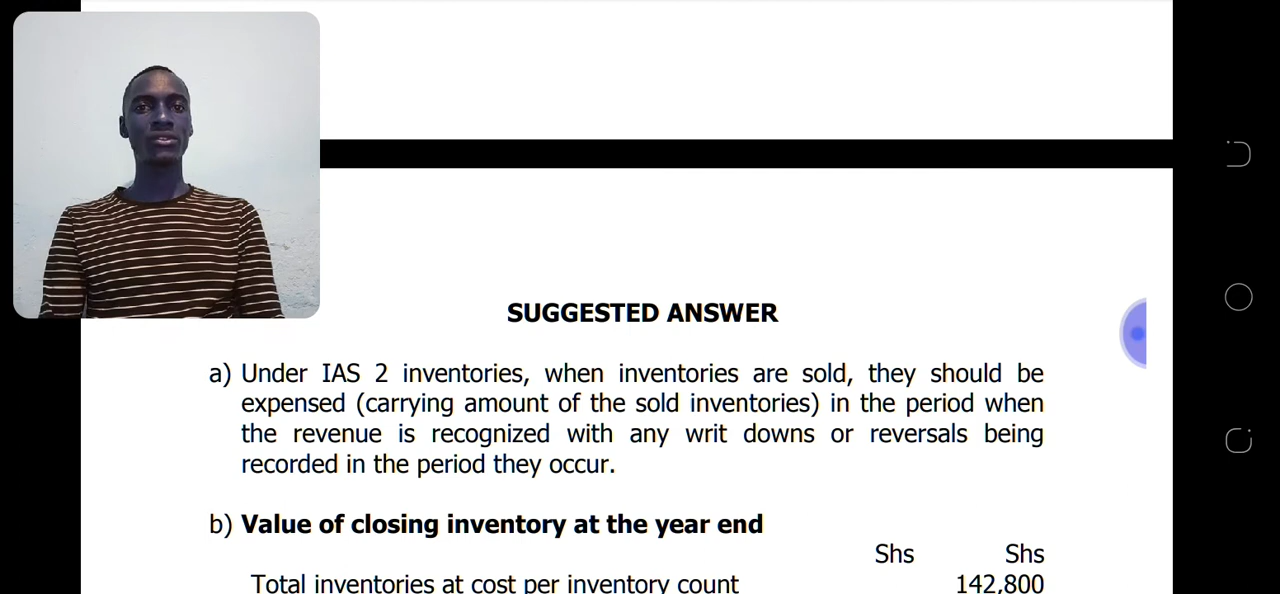 SUGGESTED ANSWER
a) Under IAS 2 inventories, when inventories are sold, they should be
expensed (carrying amount of the sold inventories) in the period when
the revenue is recognized with any writ downs or reversals being
recorded in the period they occur.
b) Value of closing inventory at the year end
Shs Shs
Total inventories at cost per inventory count 142,800